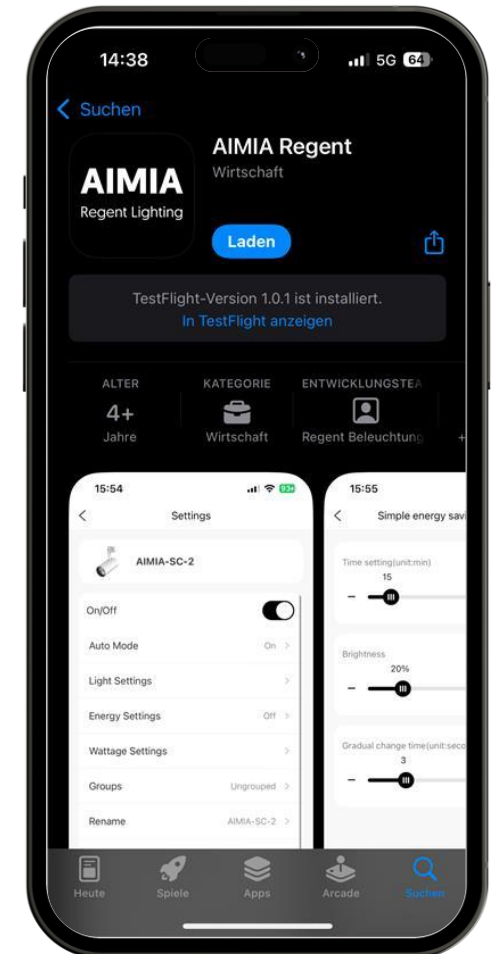 14:38
5G 64
Suchen
AIMIA
Regent Lighting
AIMIA Regent
Wirtschaft
Laden
TestFlight-Version 1.0.1 ist installiert.
In TestFlight anzeigen
ALTER
4+
Jahre
KATEGORIE
Wirtschaft
ENTWICKLUNGSTEA
Regent Beleuchtung
+
15:54
93
Settings
AIMIA-SC-2
On/Off
Auto Mode On
Light Settings
Energy Settings Off
Wattage Settings
Groups Ungrouped
Rename AIMIA-SC-2
15:55
Simple energy savi
Time setting(unit:min)
15
Brightness
20%
Gradual change time(unit:seco
3
Heute
Spiele
Apps
Arcade
Suchen